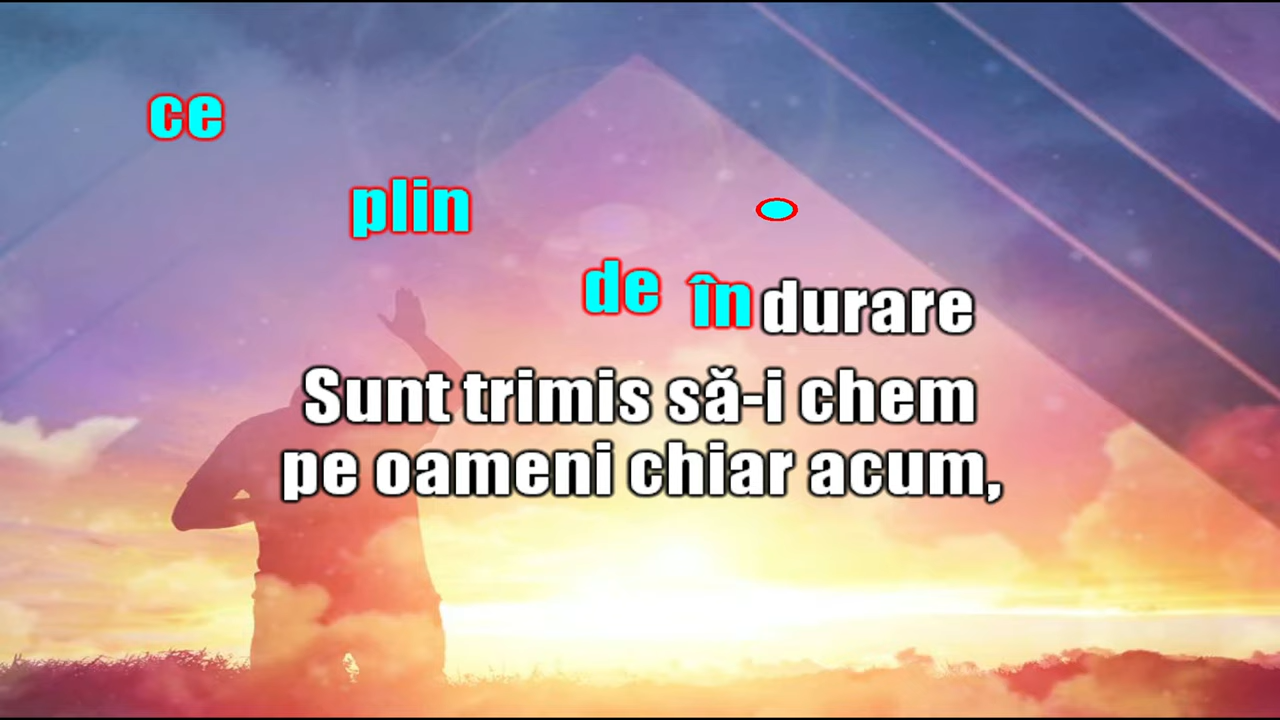 ce
plin
de îndurare
Sunt trimis să-i chem
pe oameni chiar acum,